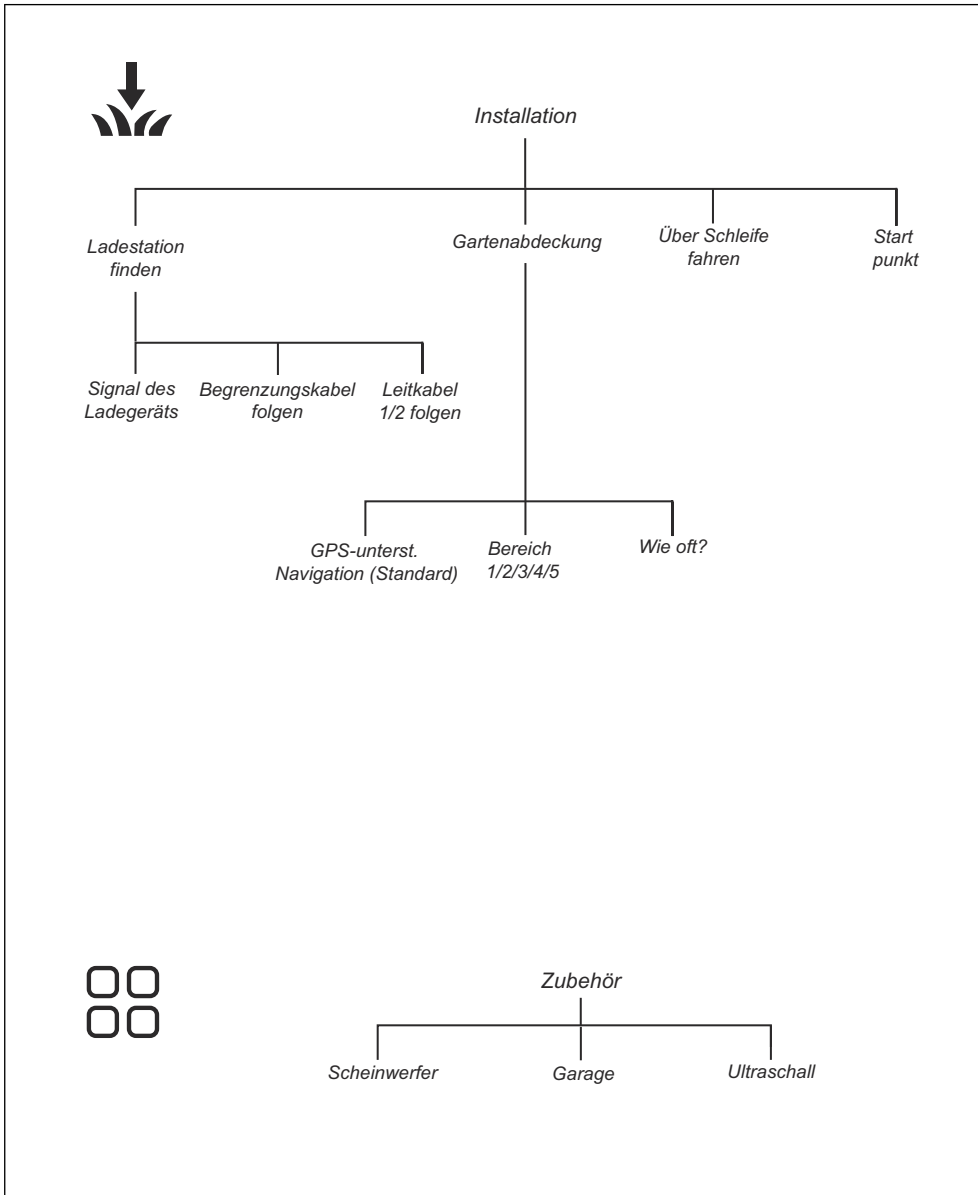 Installation
Ladestation
finden
Gartenabdeckung
Über Schleife
fahren
Start
punkt
Signal des
Ladegeräts
Begrenzungskabel
folgen
Leitkabel
1/2 folgen
GPS-unterst.
Navigation (Standard)
Bereich
1/2/3/4/5
Wie oft?
Zubehör
Scheinwerfer
Garage
Ultraschall